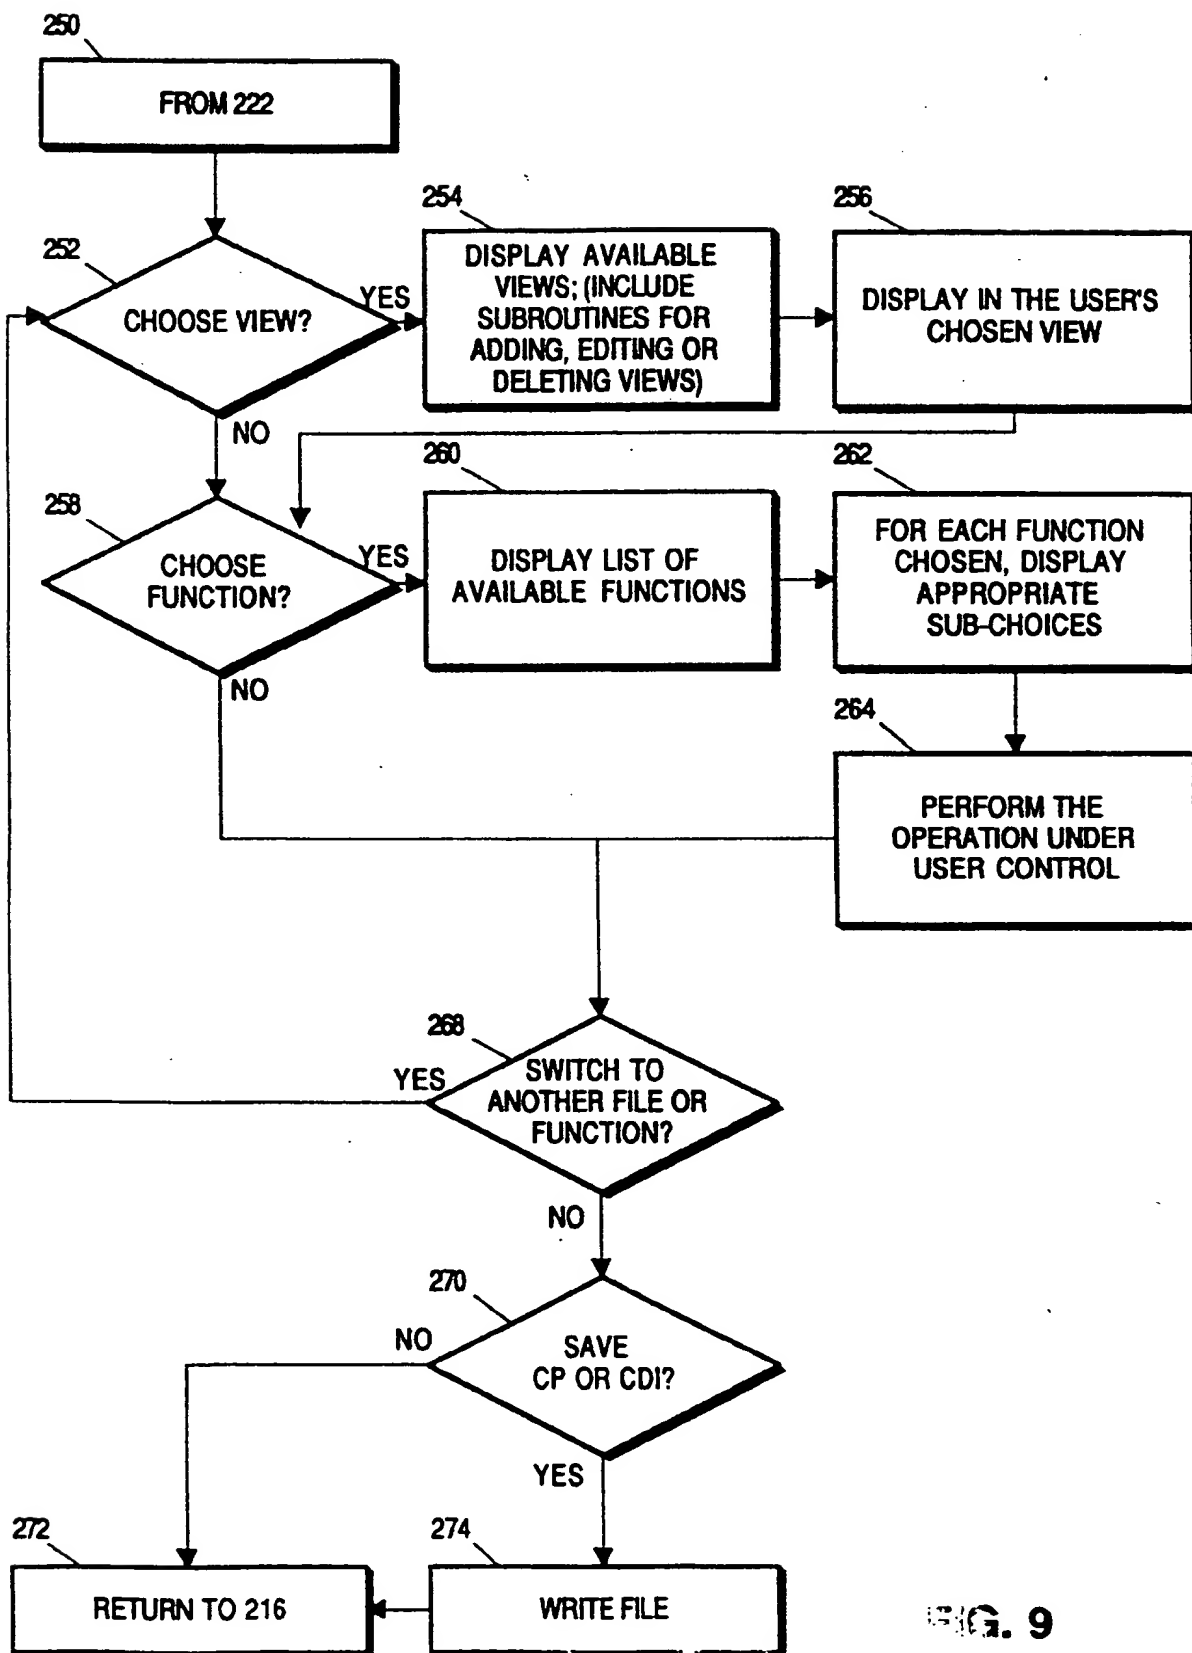 250
FROM 222
252
CHOOSE VIEW?
YES
NO
254
DISPLAY AVAILABLE
VIEWS; (INCLUDE
SUBROUTINES FOR
ADDING, EDITING OR
DELETING VIEWS)
256
DISPLAY IN THE USER'S
CHOSEN VIEW
258
CHOOSE
FUNCTION?
YES
NO
260
DISPLAY LIST OF
AVAILABLE FUNCTIONS
262
FOR EACH FUNCTION
CHOSEN, DISPLAY
APPROPRIATE
SUB-CHOICES
264
PERFORM THE
OPERATION UNDER
USER CONTROL
268
SWITCH TO
ANOTHER FILE OR
FUNCTION?
YES
NO
270
SAVE
CP OR CDI?
NO
YES
272
RETURN TO 216
274
WRITE FILE
FIG. 9